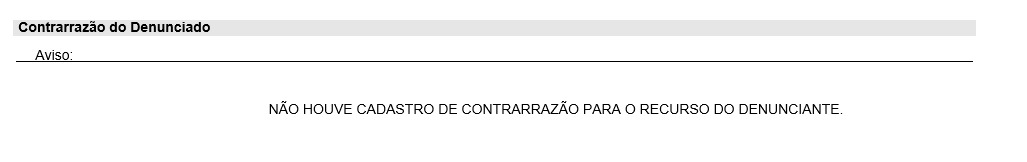 Contrarrazão do Denunciado
Aviso:
NÃO HOUVE CADASTRO DE CONTRARRAZÃO PARA O RECURSO DO DENUNCIANTE.